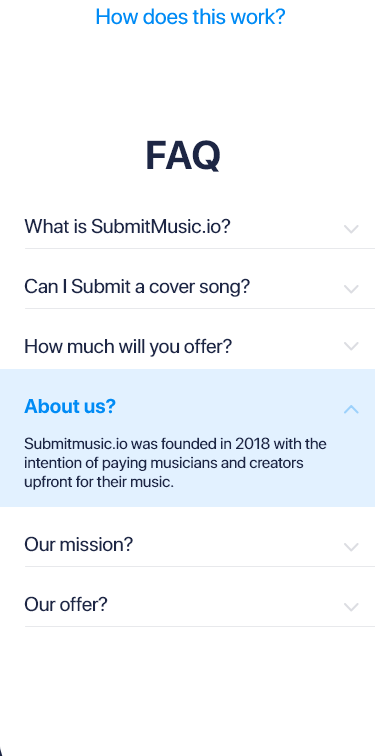 How does this work?
FAQ
What is SubmitMusic.io?
Can I Submit a cover song?
How much will you offer?
About us?
Submitmusic.io was founded in 2018 with the
intention of paying musicians and creators
upfront for their music.
Our mission?
Our offer?